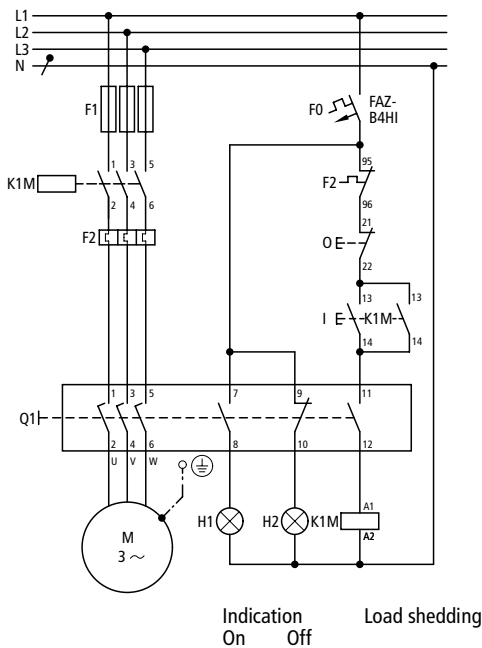 L1
L2
L3
N
F1
F0 FAZ-
B4HI
95
1 3 5
F2
K1M
96
2 4 6
21
F2
O E
22
13 13
I E K1M
14 14
1 3 5 7 9 11
Q1
2 4 6 8 10 12
U V W
H1 H2 K1M A1
A2
M
3 ~
Indication Load shedding
On Off